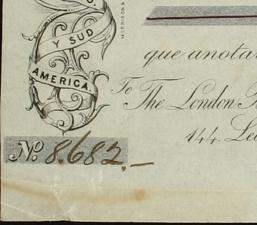 Y SUD
AMERICA
que anotar
To The London
144. Le
No. 8.682.-